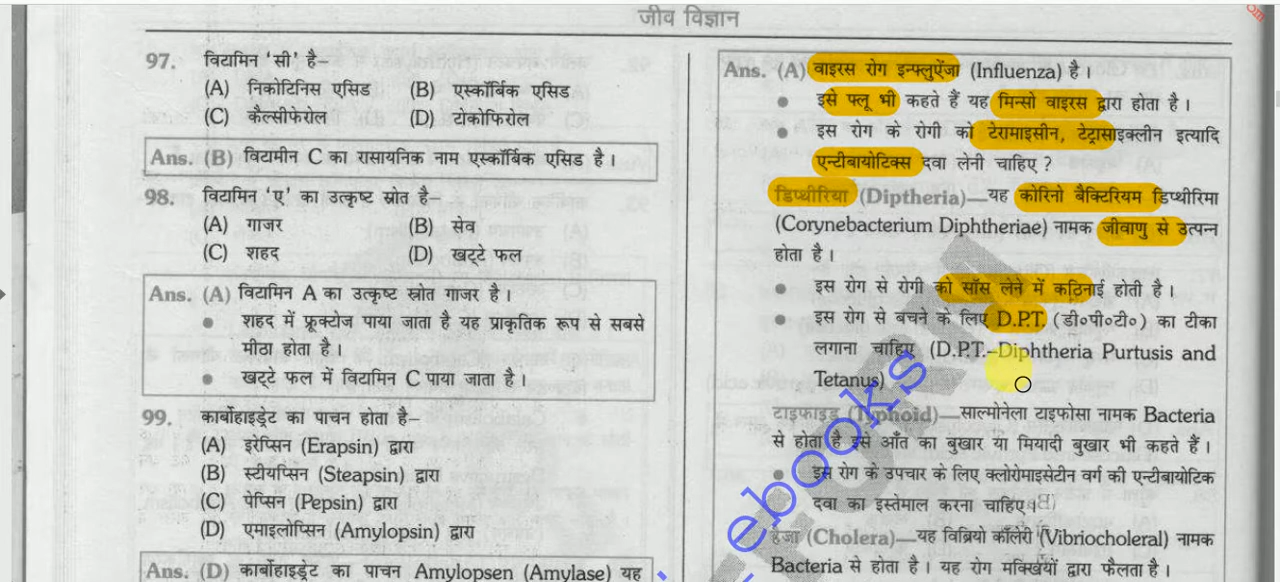 जीव विज्ञान
97. विटामिन 'सी' है–
(A) निकोटिनिस एसिड (B) एस्कॉर्बिक एसिड
(C) कैल्सीफेरोल (D) टोकोफिरोल
Ans. (B) विटामीन C का रासायनिक नाम एस्कॉर्बिक एसिड है।
98. विटामिन 'ए' का उत्कृष्ट स्रोत है–
(A) गाजर (B) सेव
(C) शहद (D) खट्टे फल
Ans. (A) विटामिन A का उत्कृष्ट स्रोत गाजर है।
● शहद में फ्रूक्टोज पाया जाता है यह प्राकृतिक रूप से सबसे
मीठा होता है।
● खट्टे फल में विटामिन C पाया जाता है।
99. कार्बोहाइड्रेट का पाचन होता है–
(A) इरेप्सिन (Erapsin) द्वारा
(B) स्टीयप्सिन (Steapsin) द्वारा
(C) पेप्सिन (Pepsin) द्वारा
(D) एमाइलोप्सिन (Amylopsin) द्वारा
Ans. (D) कार्बोहाइड्रेट का पाचन Amylopsen (Amylase) यह
Ans. (A) वाइरस रोग इन्फ्लुएंजा (Influenza) है।
● इसे फ्लू भी कहते हैं यह मिन्सो वाइरस द्वारा होता है।
● इस रोग के रोगी को टेरामाइसीन, टेट्रासाइक्लीन इत्यादि
एन्टीबायोटिक्स दवा लेनी चाहिए?
डिप्थीरिया (Diptheria)—यह कोरिनो बैक्टिरियम डिप्थीरिमा
(Corynebacterium Diphtheriae) नामक जीवाणु से उत्पन्न
होता है।
● इस रोग से रोगी को साँस लेने में कठिनाई होती है।
● इस रोग से बचने के लिए D.P.T. (डी०पी०टी०) का टीका
लगाना चाहिए (D.P.T.–Diphtheria Purtusis and
Tetanus)
टाइफाइड (Typhoid)—साल्मोनेला टाइफोसा नामक Bacteria
से होता है इसे आँत का बुखार या मियादी बुखार भी कहते हैं।
● इस रोग के उपचार के लिए क्लोरोमाइसेटीन वर्ग की एन्टीबायोटिक
दवा का इस्तेमाल करना चाहिए।
हैजा (Cholera)—यह विब्रियो कॉलेरी (Vibriocholeral) नामक
Bacteria से होता है। यह रोग मक्खियों द्वारा फैलता है।
ebooks